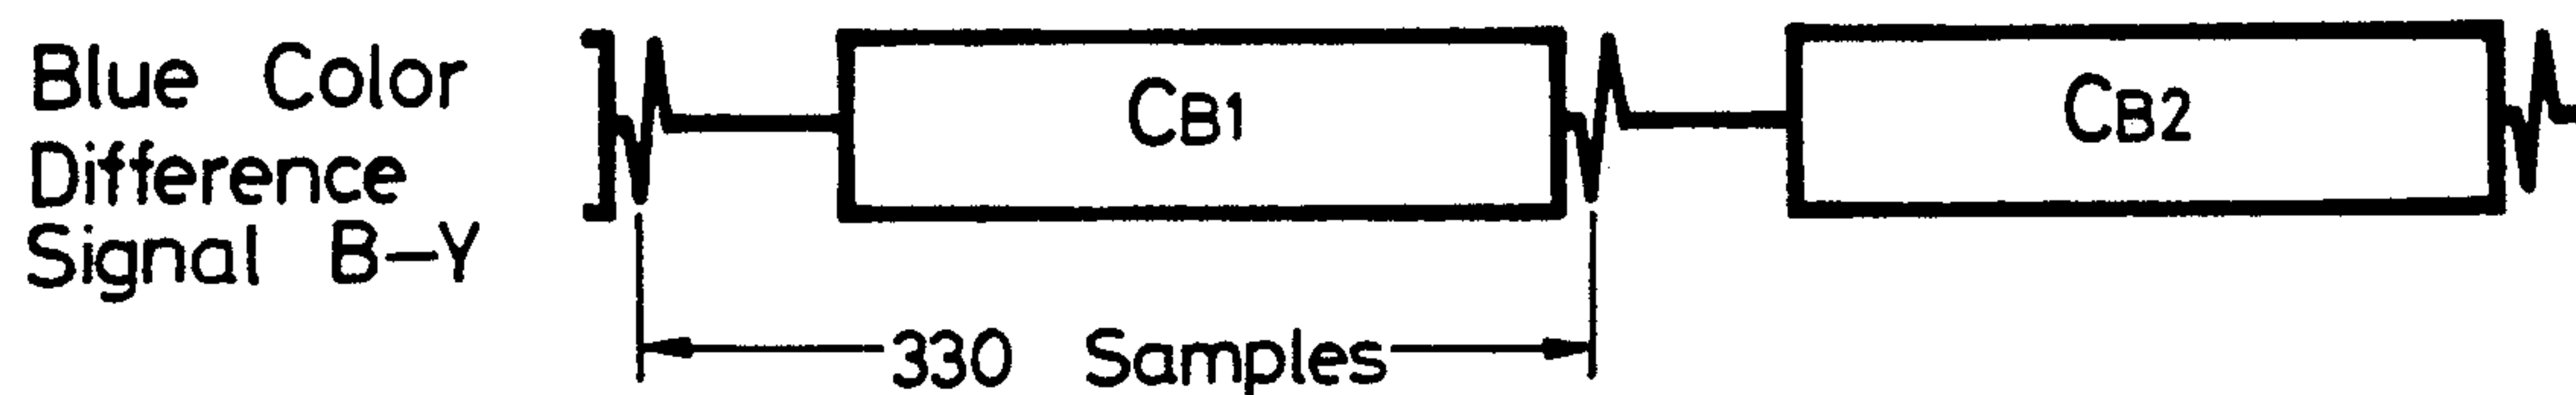 Blue Color
Difference
Signal B-Y
CB1
CB2
330 Samples